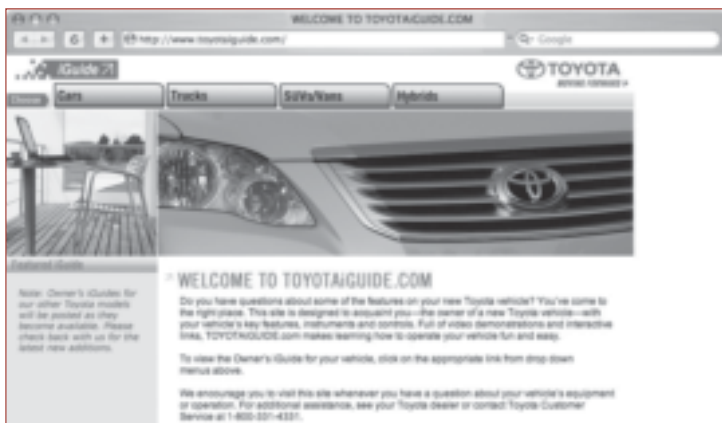 WELCOME TO TOYOTAiGUIDE.COM
http://www.toyotaiguide.com/
Google
iGuide
TOYOTA
Choose Cars Trucks SUVs/Vans Hybrids
Featured iGuide
Note: Owner's iGuides for
our other Toyota models
will be posted as they
become available. Please
check back with us for the
latest new additions.
WELCOME TO TOYOTAiGUIDE.COM
Do you have questions about some of the features on your new Toyota vehicle? You've come to
the right place. This site is designed to acquaint you—the owner of a new Toyota vehicle—with
your vehicle's key features, instruments and controls. Full of video demonstrations and interactive
links, TOYOTAiGUIDE.com makes learning how to operate your vehicle fun and easy.
To view the Owner's iGuide for your vehicle, click on the appropriate link from drop down
menus above.
We encourage you to visit this site whenever you have a question about your vehicle's equipment
or operation. For additional assistance, see your Toyota dealer or contact Toyota Customer
Service at 1-800-331-4331.